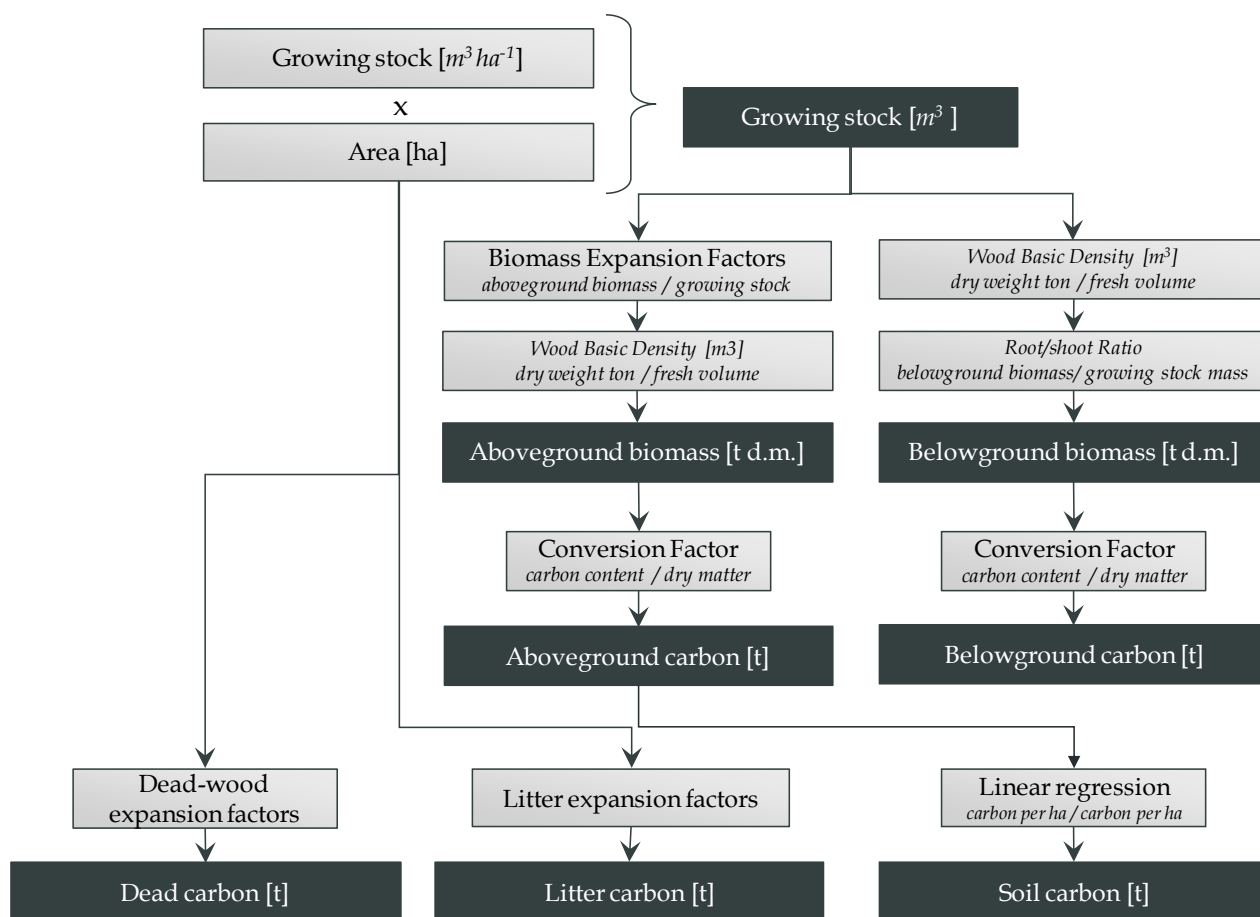 Growing stock [m³ ha⁻¹]
x
Area [ha]
Growing stock [m³ ]
Biomass Expansion Factors
aboveground biomass / growing stock
Wood Basic Density [m³]
dry weight ton / fresh volume
Wood Basic Density [m3]
dry weight ton / fresh volume
Root/shoot Ratio
belowground biomass/ growing stock mass
Aboveground biomass [t d.m.]
Belowground biomass [t d.m.]
Conversion Factor
carbon content / dry matter
Conversion Factor
carbon content / dry matter
Aboveground carbon [t]
Belowground carbon [t]
Dead-wood
expansion factors
Litter expansion factors
Linear regression
carbon per ha / carbon per ha
Dead carbon [t]
Litter carbon [t]
Soil carbon [t]